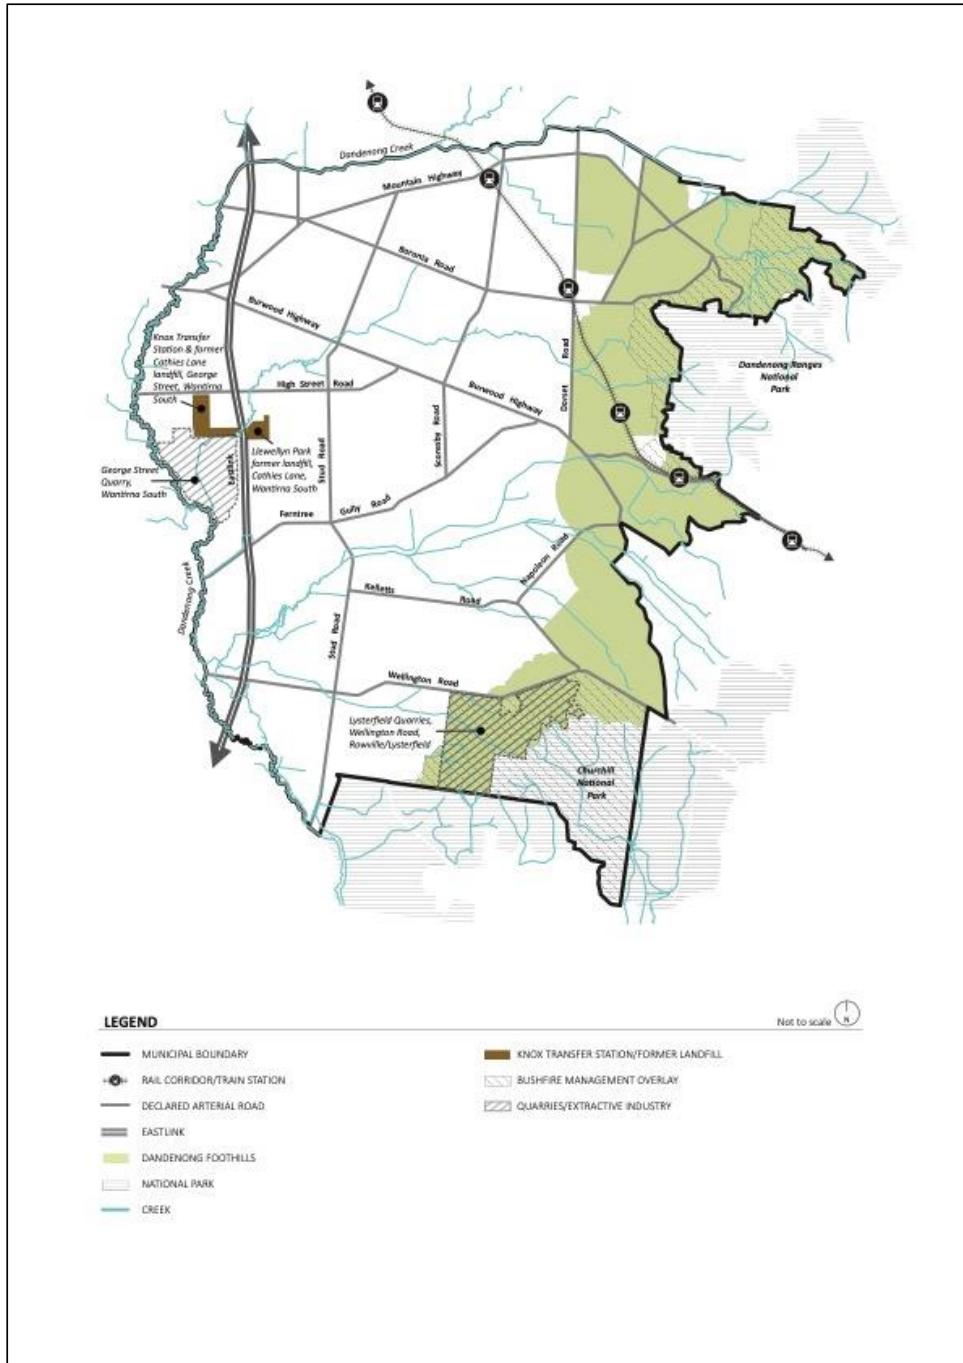 Dandenong Creek
Mountain Highway
Boronia Road
Burwood Highway
Knox Transfer
Station & former
Cathies Lane
landfill, George
Street, Wantirna
South
High Street Road
Burwood Highway
Dorset Road
Dandenong Ranges
National
Park
Scoresby Road
Stud Road
Eastlink
Llewellyn Park
former landfill,
Cathies Lane,
Wantirna South
George Street
Quarry,
Wantirna South
Ferntree Gully Road
Napoleon Road
Dandenong Creek
Kelletts Road
Stud Road
Wellington Road
Lysterfield Quarries,
Wellington Road,
Rowville/Lysterfield
Churchill
National
Park
LEGEND
Not to scale
N
MUNICIPAL BOUNDARY
RAIL CORRIDOR/TRAIN STATION
DECLARED ARTERIAL ROAD
EASTLINK
DANDENONG FOOTHILLS
NATIONAL PARK
CREEK
KNOX TRANSFER STATION/FORMER LANDFILL
BUSHFIRE MANAGEMENT OVERLAY
QUARRIES/EXTRACTIVE INDUSTRY